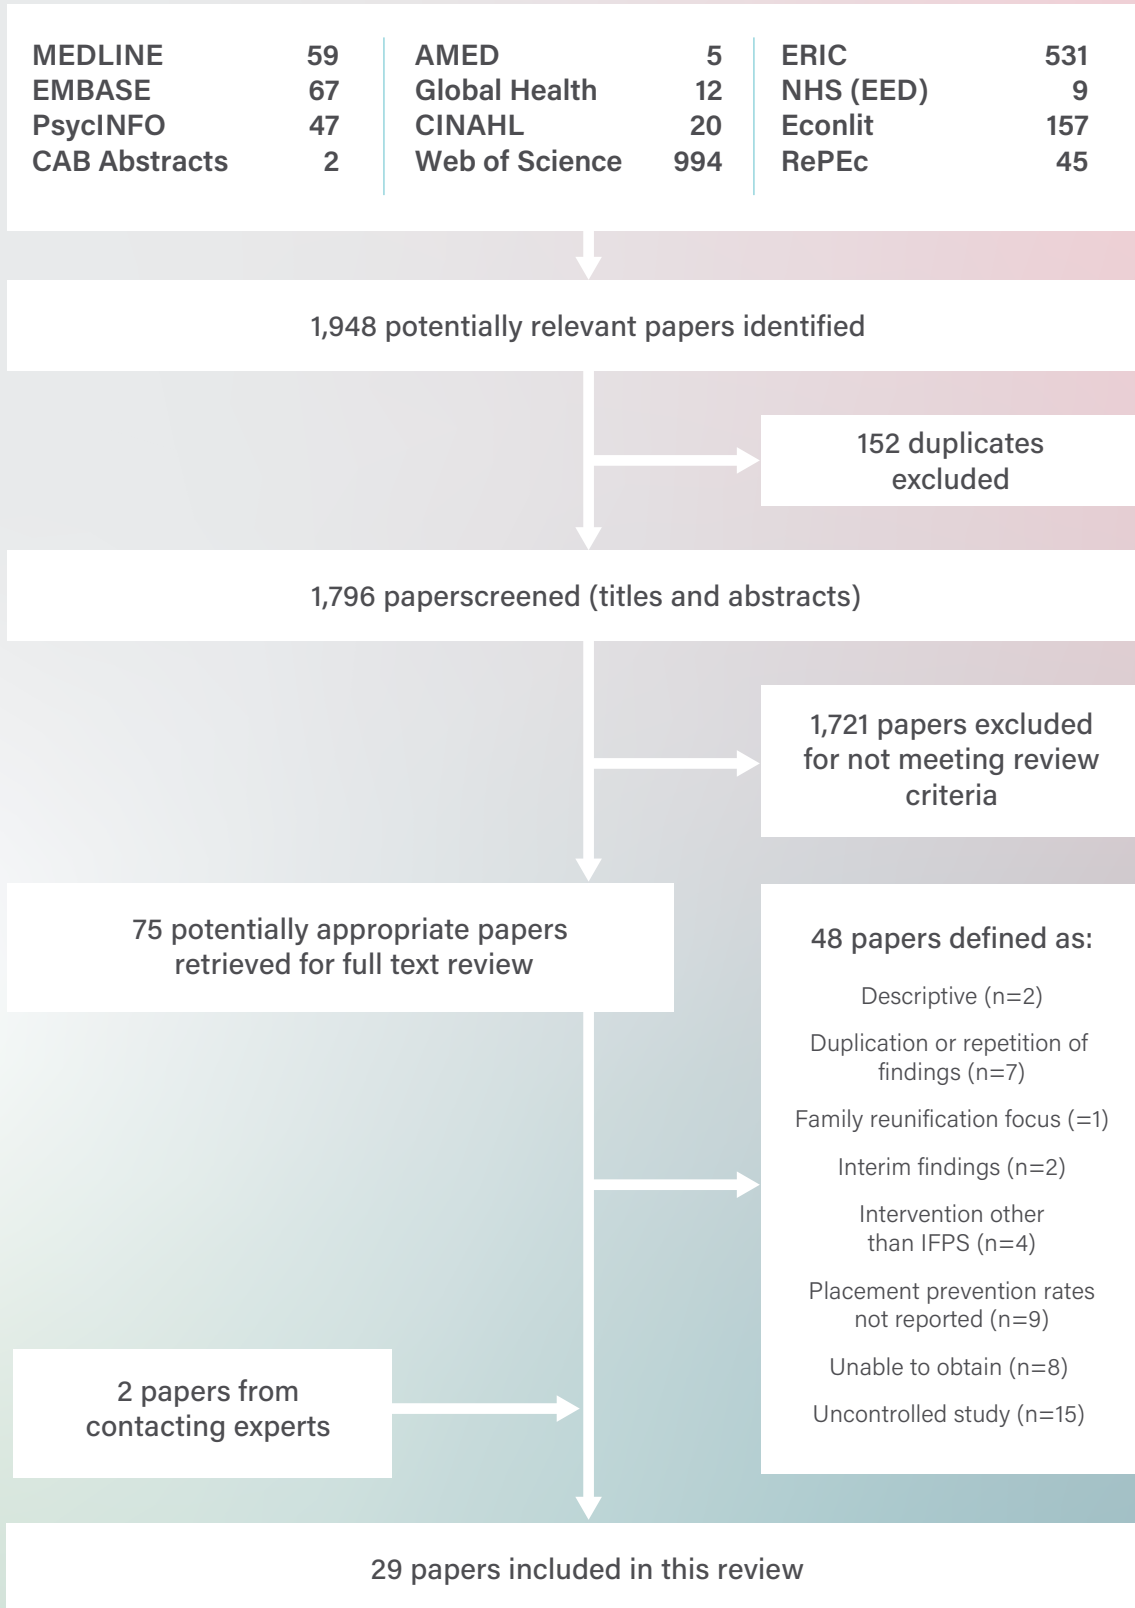 MEDLINE 59
EMBASE 67
PsycINFO 47
CAB Abstracts 2
AMED 5
Global Health 12
CINAHL 20
Web of Science 994
ERIC 531
NHS (EED) 9
Econlit 157
RePEc 45
1,948 potentially relevant papers identified
152 duplicates
excluded
1,796 paperscreened (titles and abstracts)
1,721 papers excluded
for not meeting review
criteria
75 potentially appropriate papers
retrieved for full text review
48 papers defined as:
Descriptive (n=2)
Duplication or repetition of
findings (n=7)
Family reunification focus (=1)
Interim findings (n=2)
Intervention other
than IFPS (n=4)
Placement prevention rates
not reported (n=9)
Unable to obtain (n=8)
Uncontrolled study (n=15)
2 papers from
contacting experts
29 papers included in this review